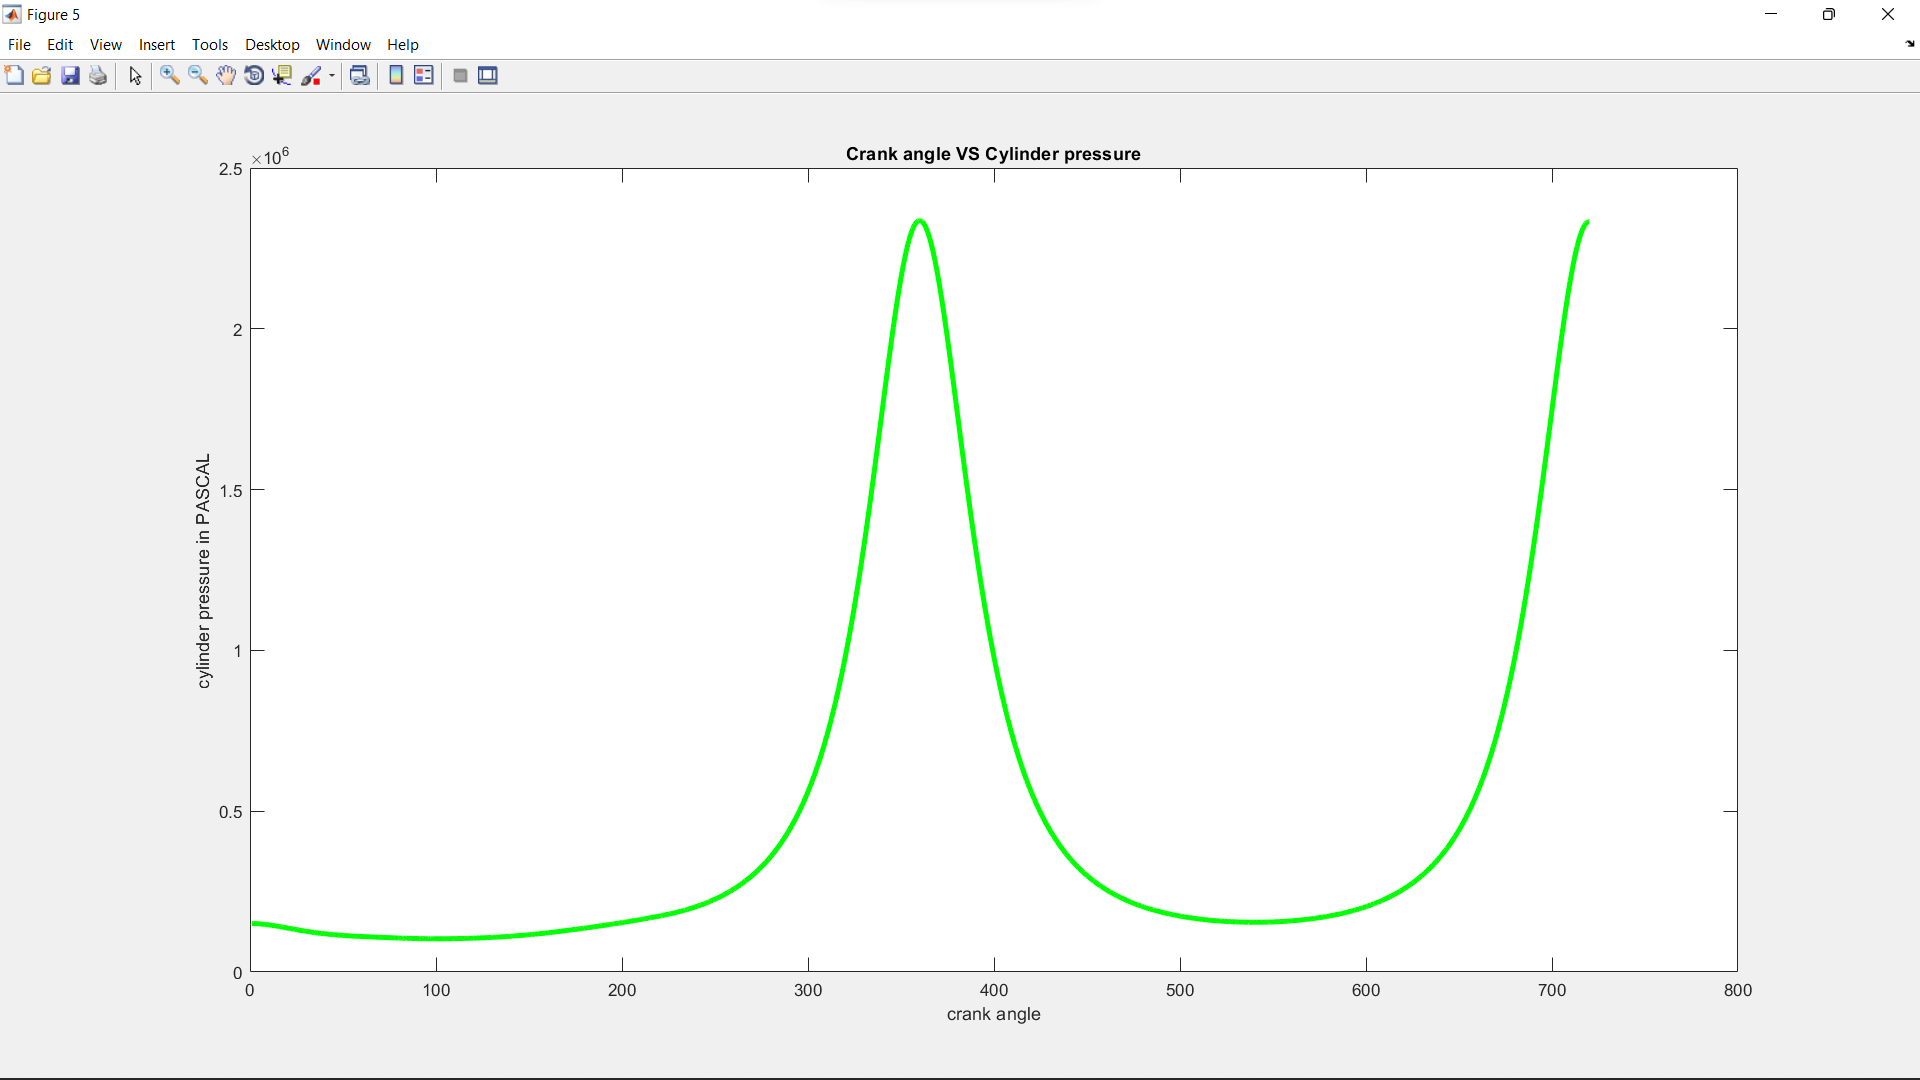 Figure 5
File Edit View Insert Tools Desktop Window Help
Crank angle VS Cylinder pressure
×10⁶
2.5
2
1.5
1
0.5
0
cylinder pressure in PASCAL
0 100 200 300 400 500 600 700 800
crank angle